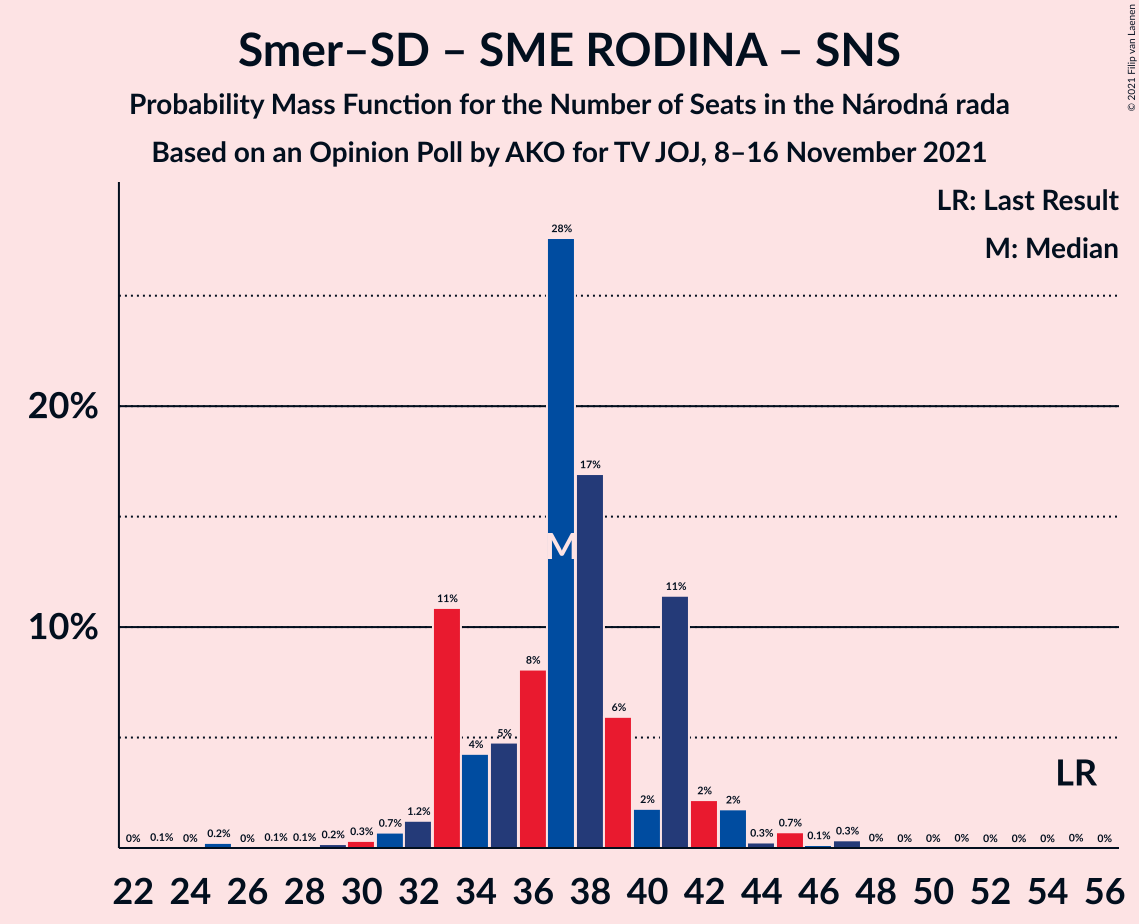 Smer–SD – SME RODINA – SNS
Probability Mass Function for the Number of Seats in the Národná rada
Based on an Opinion Poll by AKO for TV JOJ, 8–16 November 2021
© 2021 Filip van Laenen
LR: Last Result
M: Median
20%
10%
0% 0.1% 0% 0.2% 0% 0.1% 0.1% 0.2% 0.3% 0.7% 1.2% 11% 4% 5% 8% 28% 17% 6% 2% 11% 2% 2% 0.3% 0.7% 0.1% 0.3% 0% 0% 0% 0% 0% 0% 0% 0% 0%
M
LR
22 24 26 28 30 32 34 36 38 40 42 44 46 48 50 52 54 56